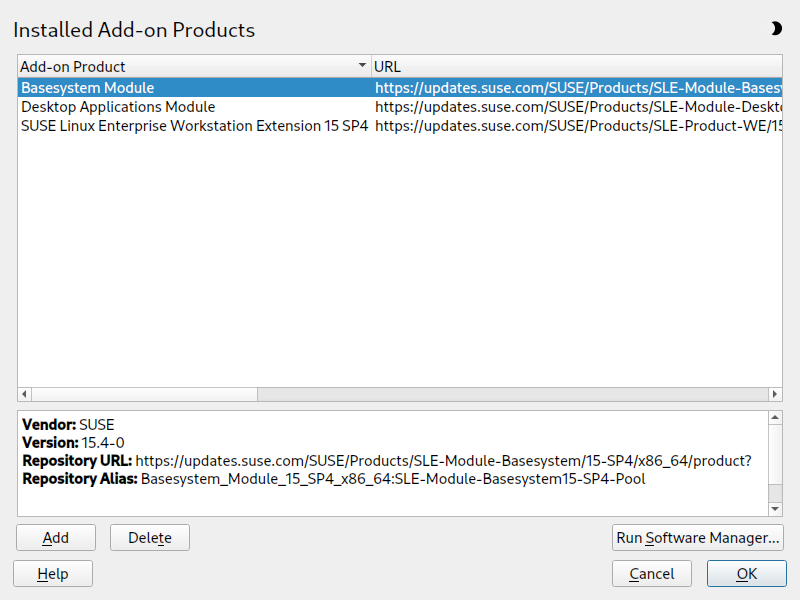 Installed Add-on Products
Add-on Product URL
Basesystem Module https://updates.suse.com/SUSE/Products/SLE-Module-Basesy
Desktop Applications Module https://updates.suse.com/SUSE/Products/SLE-Module-Deskto
SUSE Linux Enterprise Workstation Extension 15 SP4 https://updates.suse.com/SUSE/Products/SLE-Product-WE/15
Vendor: SUSE
Version: 15.4-0
Repository URL: https://updates.suse.com/SUSE/Products/SLE-Module-Basesystem/15-SP4/x86_64/product?
Repository Alias: Basesystem_Module_15_SP4_x86_64:SLE-Module-Basesystem15-SP4-Pool
Add Delete Run Software Manager...
Help Cancel OK